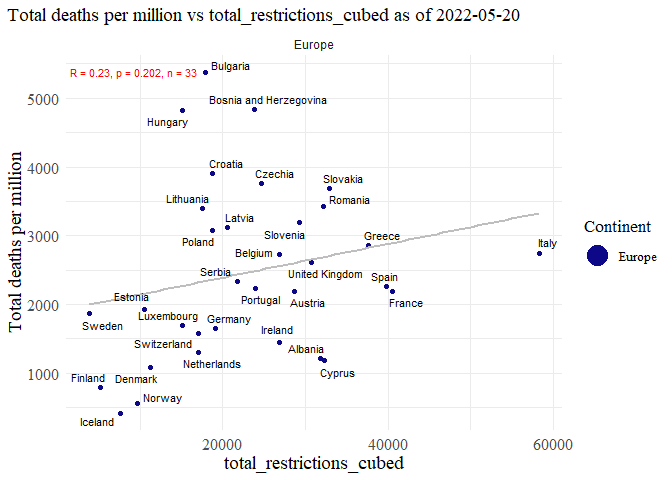 Total deaths per million vs total_restrictions_cubed as of 2022-05-20
Europe
R = 0.23, p = 0.202, n = 33
Bulgaria
Bosnia and Herzegovina
Hungary
Croatia
Czechia
Slovakia
Lithuania
Romania
Latvia
Poland
Slovenia
Greece
Italy
Belgium
United Kingdom
Serbia
Spain
Estonia
Portugal
Austria
France
Sweden
Luxembourg
Germany
Switzerland
Ireland
Netherlands
Albania
Cyprus
Finland
Denmark
Norway
Iceland
5000
4000
3000
2000
1000
Total deaths per million
20000
40000
60000
total_restrictions_cubed
Continent
Europe